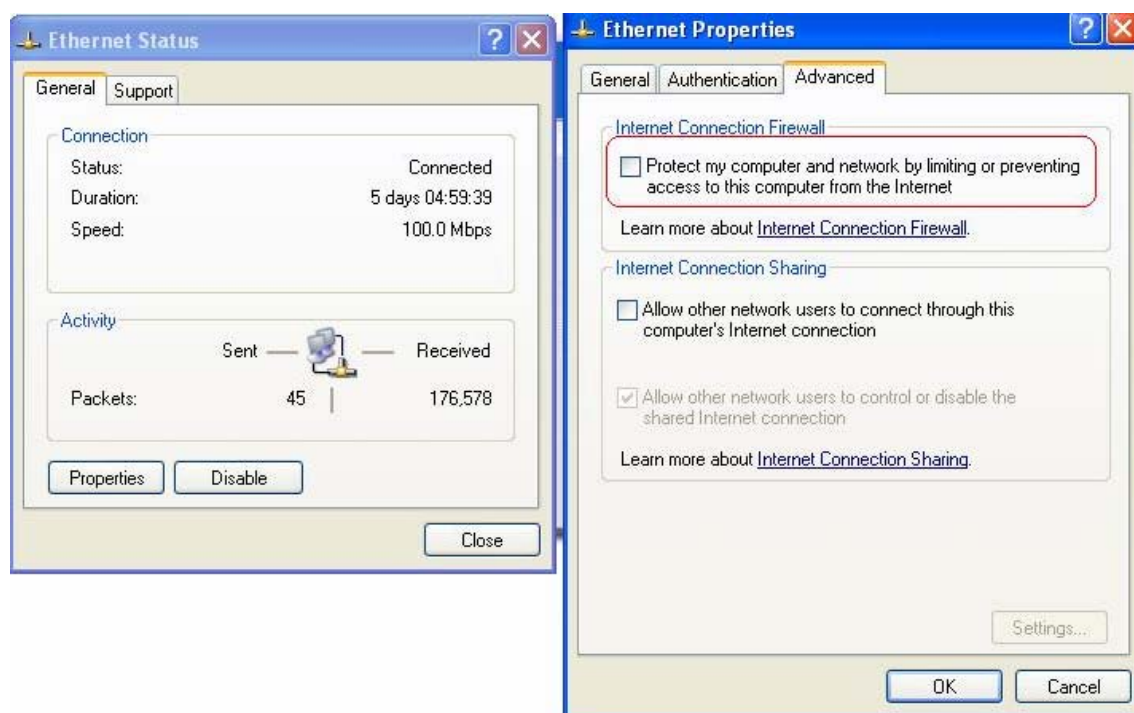 Ethernet Status
General Support
Connection
Status: Connected
Duration: 5 days 04:59:39
Speed: 100.0 Mbps
Activity
Sent Received
Packets: 45 176,578
Properties Disable
Close
Ethernet Properties
General Authentication Advanced
Internet Connection Firewall
Protect my computer and network by limiting or preventing
access to this computer from the Internet
Learn more about Internet Connection Firewall.
Internet Connection Sharing
Allow other network users to connect through this
computer's Internet connection
Allow other network users to control or disable the
shared Internet connection
Learn more about Internet Connection Sharing.
Settings...
OK Cancel